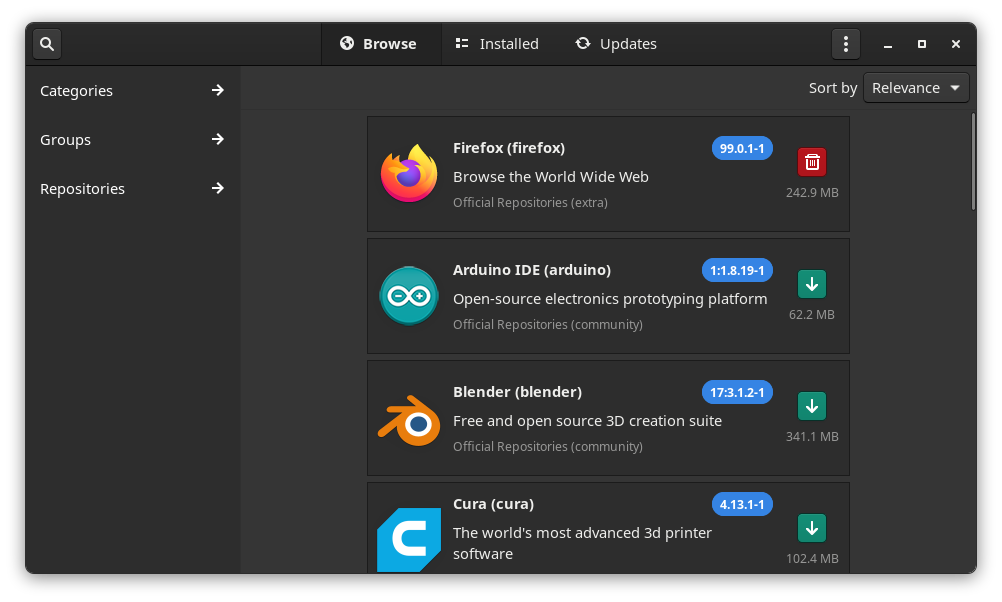 Browse
Installed
Updates
Categories
Groups
Repositories
Sort by Relevance
Firefox (firefox) 99.0.1-1
Browse the World Wide Web
Official Repositories (extra)
242.9 MB
Arduino IDE (arduino) 1:1.8.19-1
Open-source electronics prototyping platform
Official Repositories (community)
62.2 MB
Blender (blender) 17:3.1.2-1
Free and open source 3D creation suite
Official Repositories (community)
341.1 MB
Cura (cura) 4.13.1-1
The world's most advanced 3d printer
software
102.4 MB